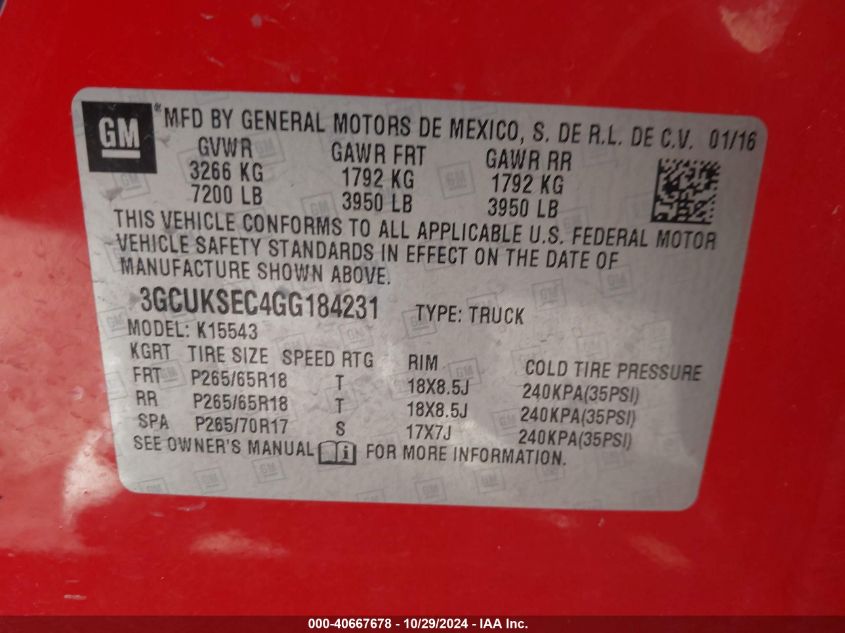 GM ® MFD BY GENERAL MOTORS DE MEXICO, S. DE R.L. DE C.V. 01/16
GVWR GAWR FRT GAWR RR
3266 KG 1792 KG 1792 KG
7200 LB 3950 LB 3950 LB
THIS VEHICLE CONFORMS TO ALL APPLICABLE U.S. FEDERAL MOTOR
VEHICLE SAFETY STANDARDS IN EFFECT ON THE DATE OF
MANUFACTURE SHOWN ABOVE.
3GCUKSEC4GG184231 TYPE: TRUCK
MODEL: K15543
KGRT TIRE SIZE SPEED RTG RIM COLD TIRE PRESSURE
FRT P265/65R18 T 18X8.5J 240KPA(35PSI)
RR P265/65R18 T 18X8.5J 240KPA(35PSI)
SPA P265/70R17 S 17X7J 240KPA(35PSI)
SEE OWNER'S MANUAL i FOR MORE INFORMATION.
000-40667678 - 10/29/2024 - IAA Inc.